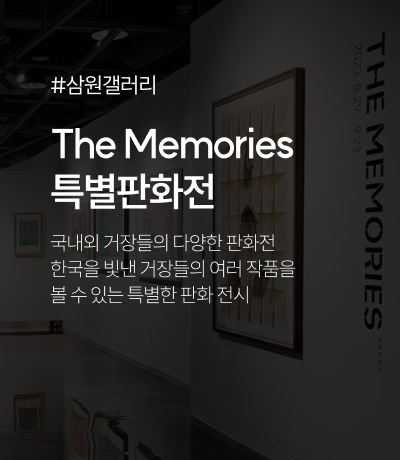 #삼원갤러리
The Memories
특별판화전
국내외 거장들의 다양한 판화전
한국을 빛낸 거장들의 여러 작품을
볼 수 있는 특별한 판화 전시
THE MEMORIES
2023. 8.29 - 9.23